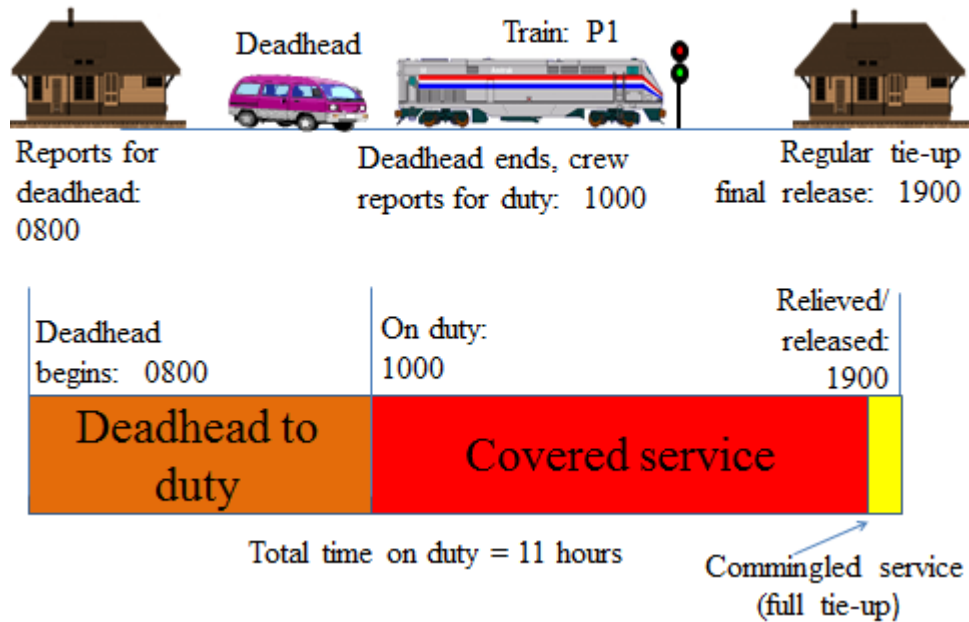 Deadhead
Train: P1
Reports for
deadhead:
0800
Deadhead ends, crew
reports for duty: 1000
Regular tie-up
final release: 1900
Deadhead
begins: 0800
On duty:
1000
Relieved/
released:
1900
Deadhead to
duty
Covered service
Total time on duty = 11 hours
Commingled service
(full tie-up)